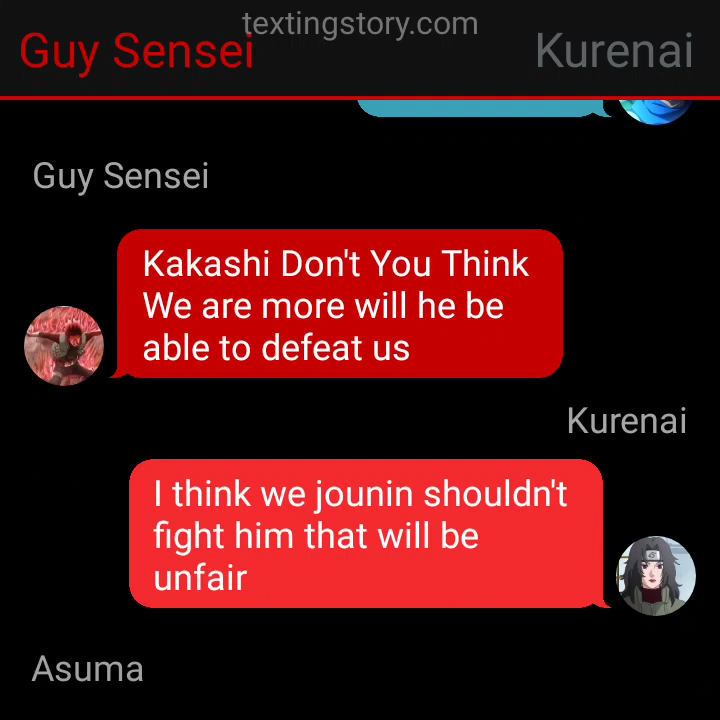 textingstory.com
Guy Sensei
Kurenai
Guy Sensei
Kakashi Don't You Think
We are more will he be
able to defeat us
Kurenai
I think we jounin shouldn't
fight him that will be
unfair
Asuma